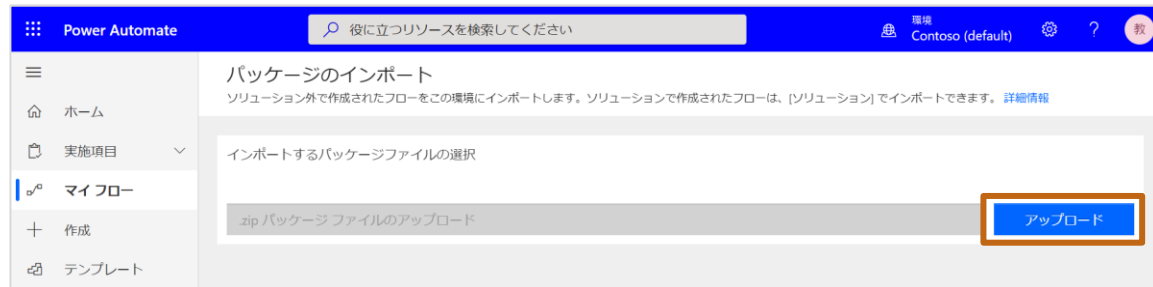 Power Automate
役に立つリソースを検索してください
環境
Contoso (default)
?
教
パッケージのインポート
ソリューション外で作成されたフローをこの環境にインポートします。ソリューションで作成されたフローは、[ソリューション] でインポートできます。 詳細情報
ホーム
実施項目
インポートするパッケージファイルの選択
マイ フロー
.zip パッケージ ファイルのアップロード
アップロード
作成
テンプレート